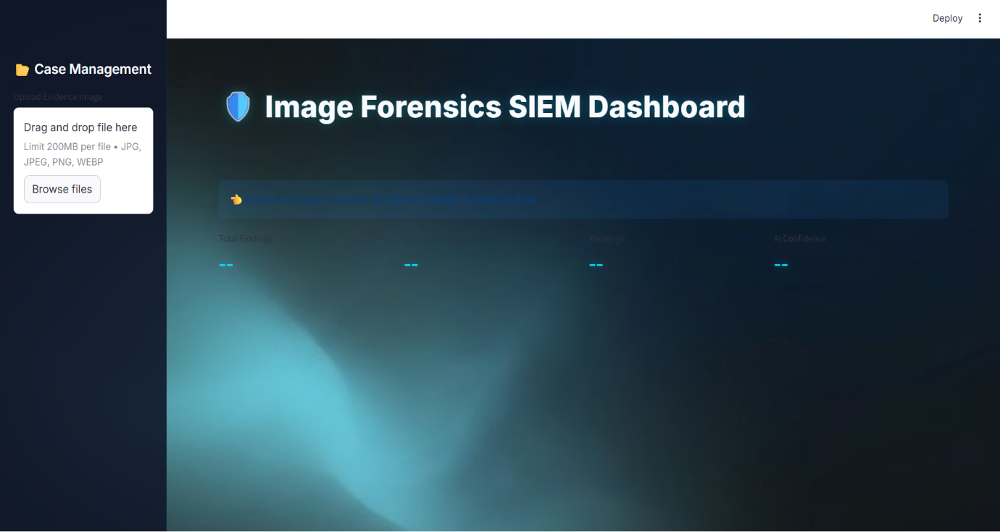 Deploy
Case Management
Upload Evidence Image
Drag and drop file here
Limit 200MB per file • JPG,
JPEG, PNG, WEBP
Browse files
Image Forensics SIEM Dashboard
Upload an image in the Case Management sidebar to begin analysis.
Total Findings
Critical
Warnings
AI Confidence
--
--
--
--